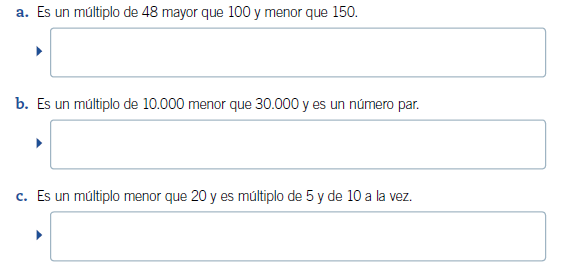 a. Es un múltiplo de 48 mayor que 100 y menor que 150.
b. Es un múltiplo de 10.000 menor que 30.000 y es un número par.
c. Es un múltiplo menor que 20 y es múltiplo de 5 y de 10 a la vez.